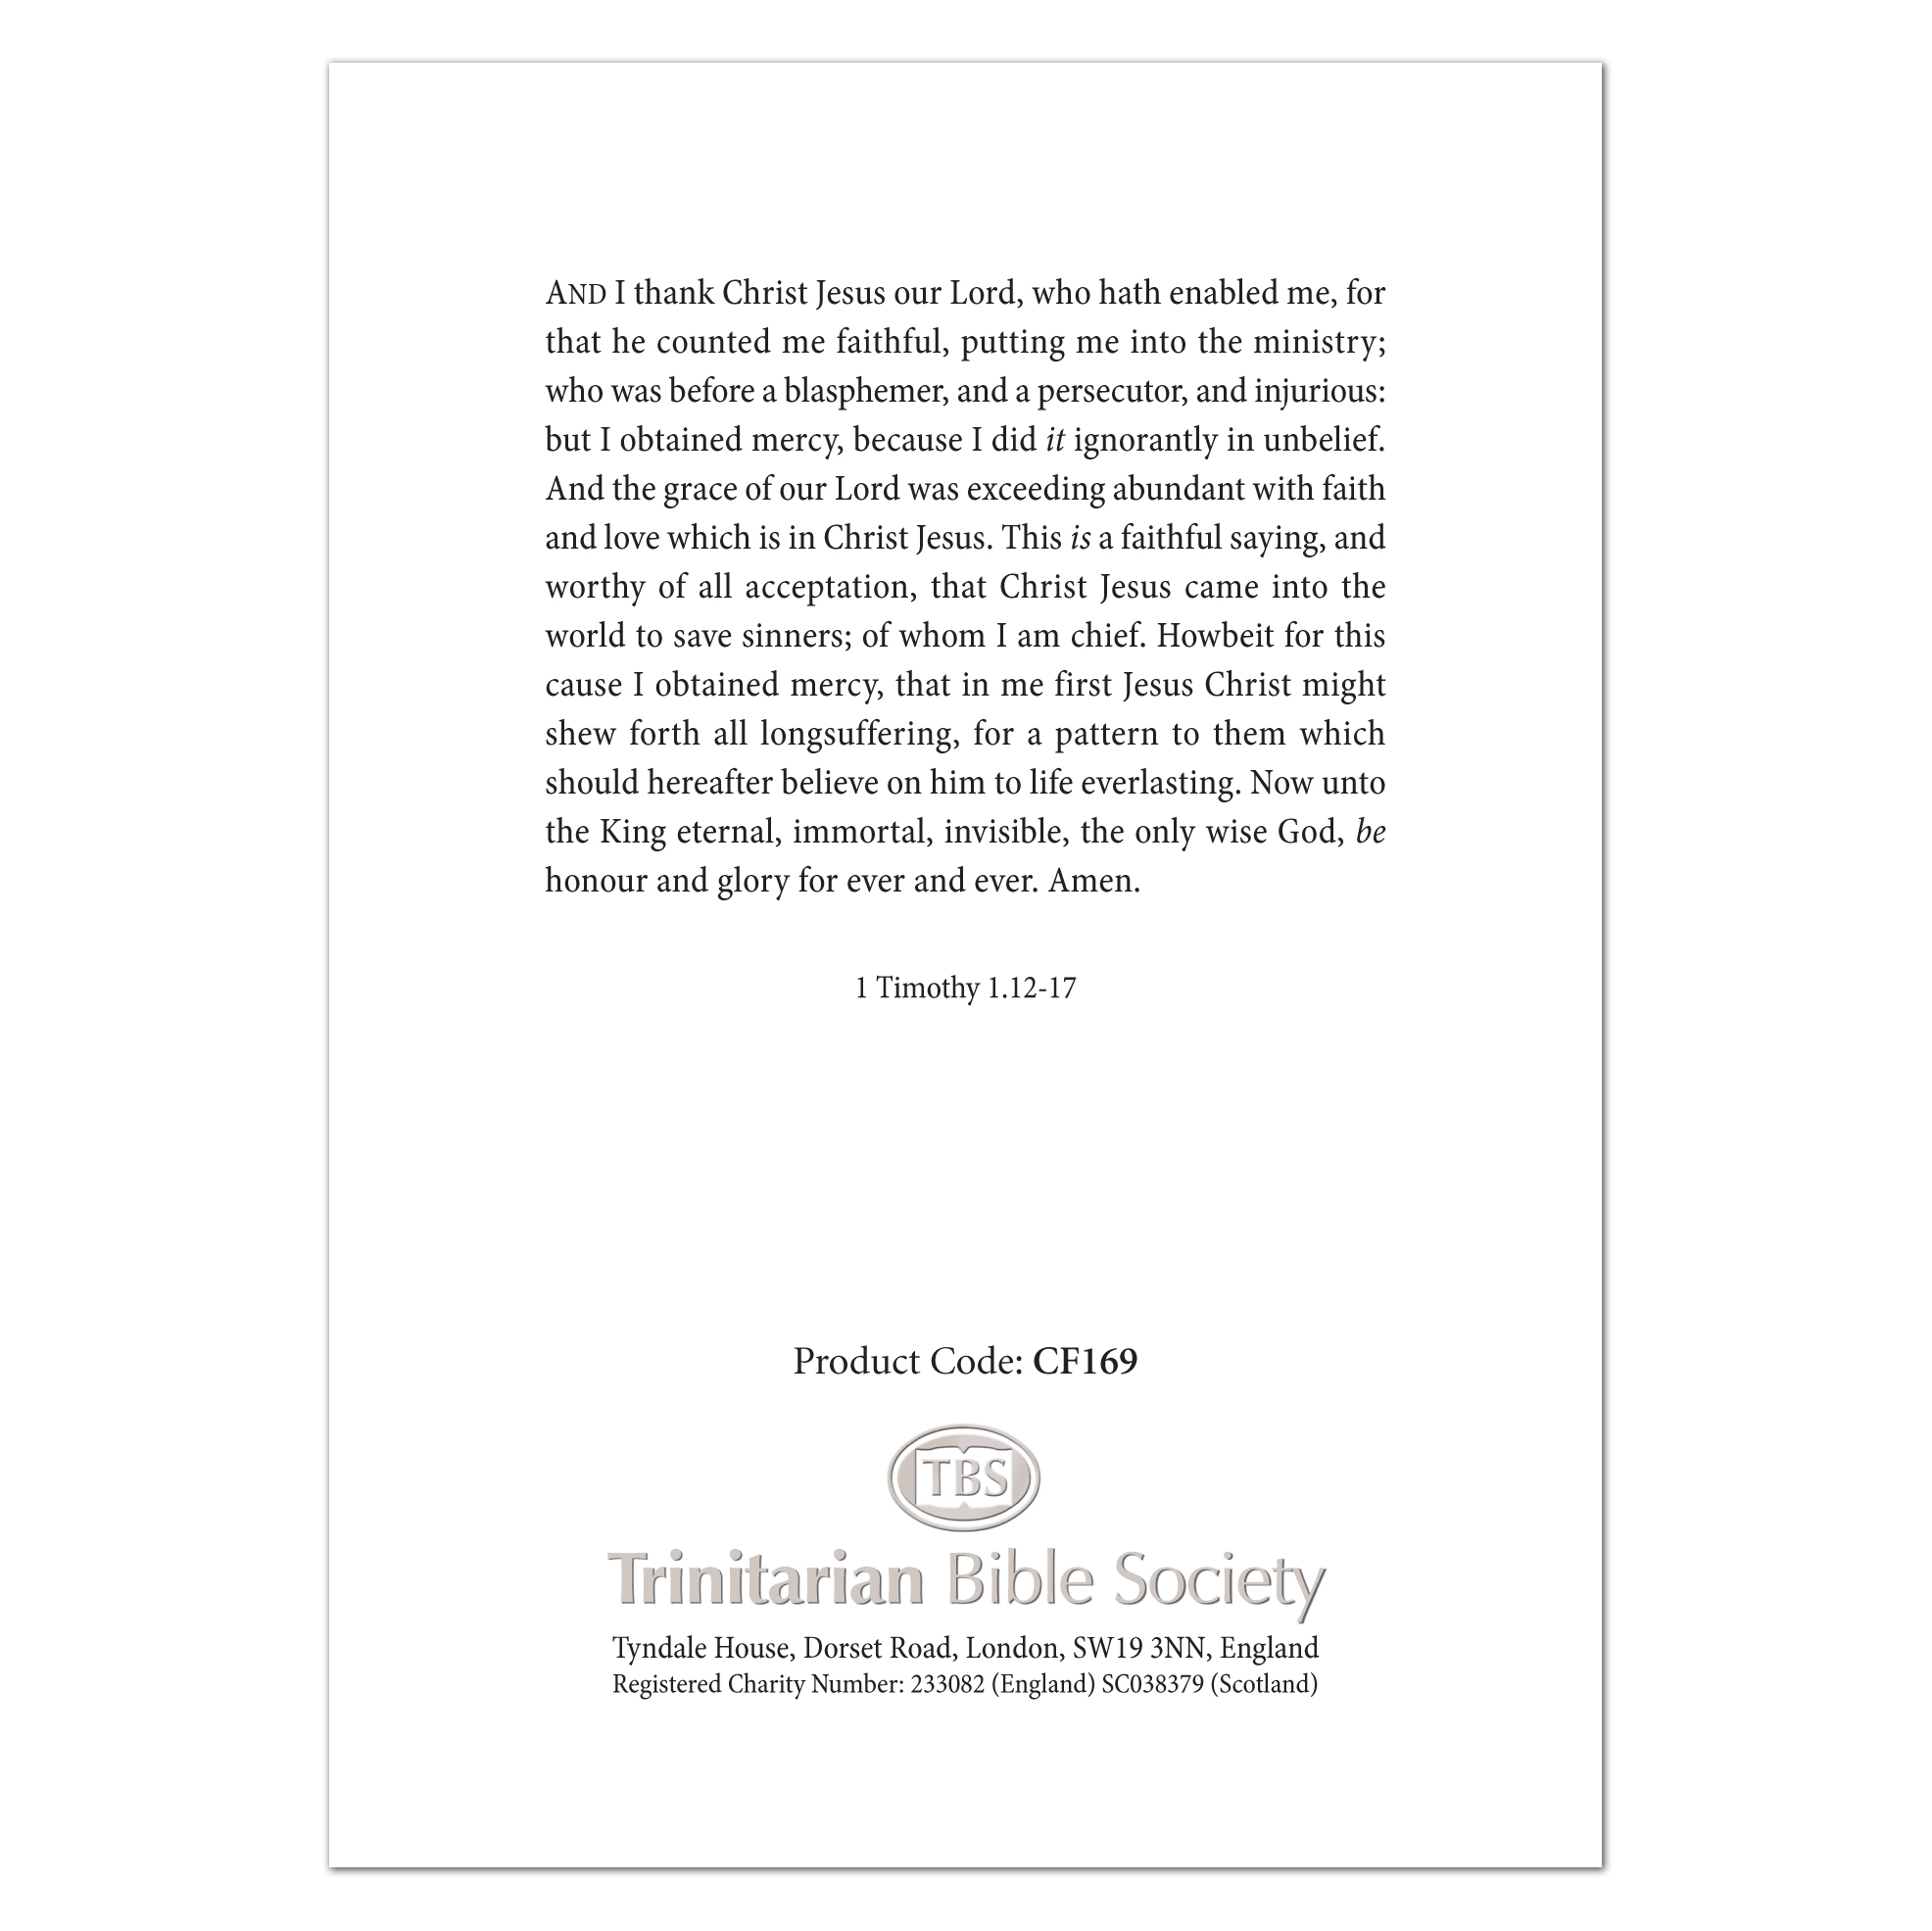 AND I thank Christ Jesus our Lord, who hath enabled me, for
that he counted me faithful, putting me into the ministry;
who was before a blasphemer, and a persecutor, and injurious:
but I obtained mercy, because I did it ignorantly in unbelief.
And the grace of our Lord was exceeding abundant with faith
and love which is in Christ Jesus. This is a faithful saying, and
worthy of all acceptation, that Christ Jesus came into the
world to save sinners; of whom I am chief. Howbeit for this
cause I obtained mercy, that in me first Jesus Christ might
shew forth all longsuffering, for a pattern to them which
should hereafter believe on him to life everlasting. Now unto
the King eternal, immortal, invisible, the only wise God, be
honour and glory for ever and ever. Amen.
1 Timothy 1.12-17
Product Code: CF169
TBS
Trinitarian Bible Society
Tyndale House, Dorset Road, London, SW19 3NN, England
Registered Charity Number: 233082 (England) SC038379 (Scotland)